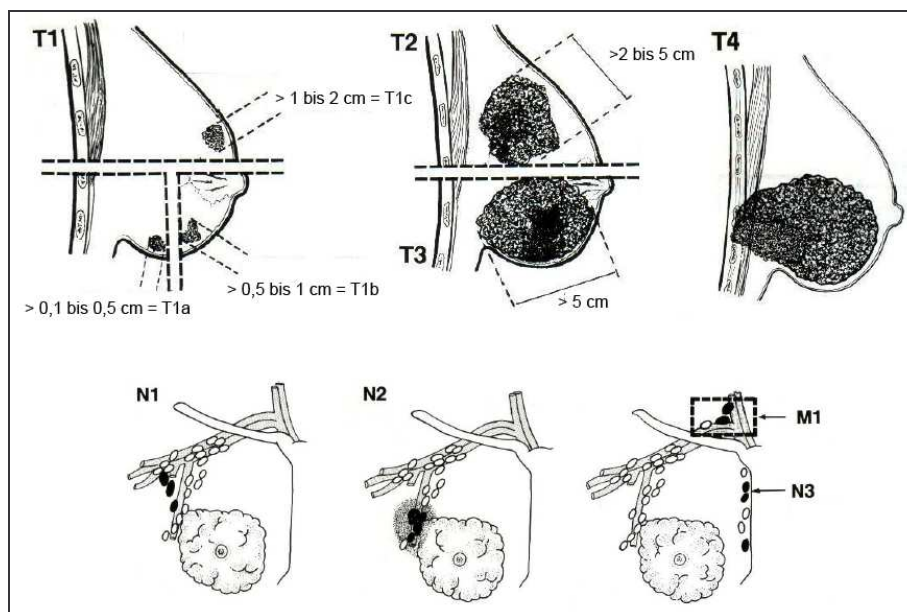 T1
> 1 bis 2 cm = T1c
> 0,5 bis 1 cm = T1b
> 0,1 bis 0,5 cm = T1a
T2
>2 bis 5 cm
T3
> 5 cm
T4
N1
N2
M1
N3